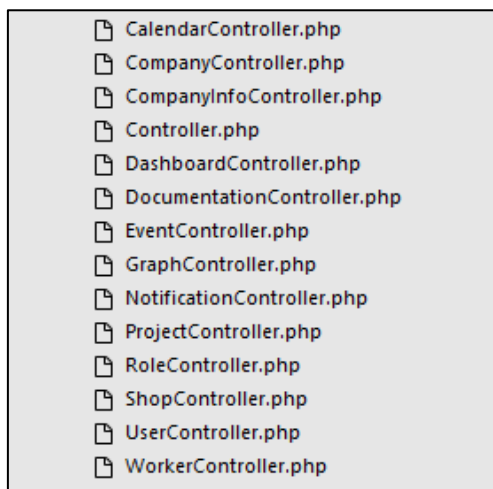 CalendarController.php
CompanyController.php
CompanyInfoController.php
Controller.php
DashboardController.php
DocumentationController.php
EventController.php
GraphController.php
NotificationController.php
ProjectController.php
RoleController.php
ShopController.php
UserController.php
WorkerController.php